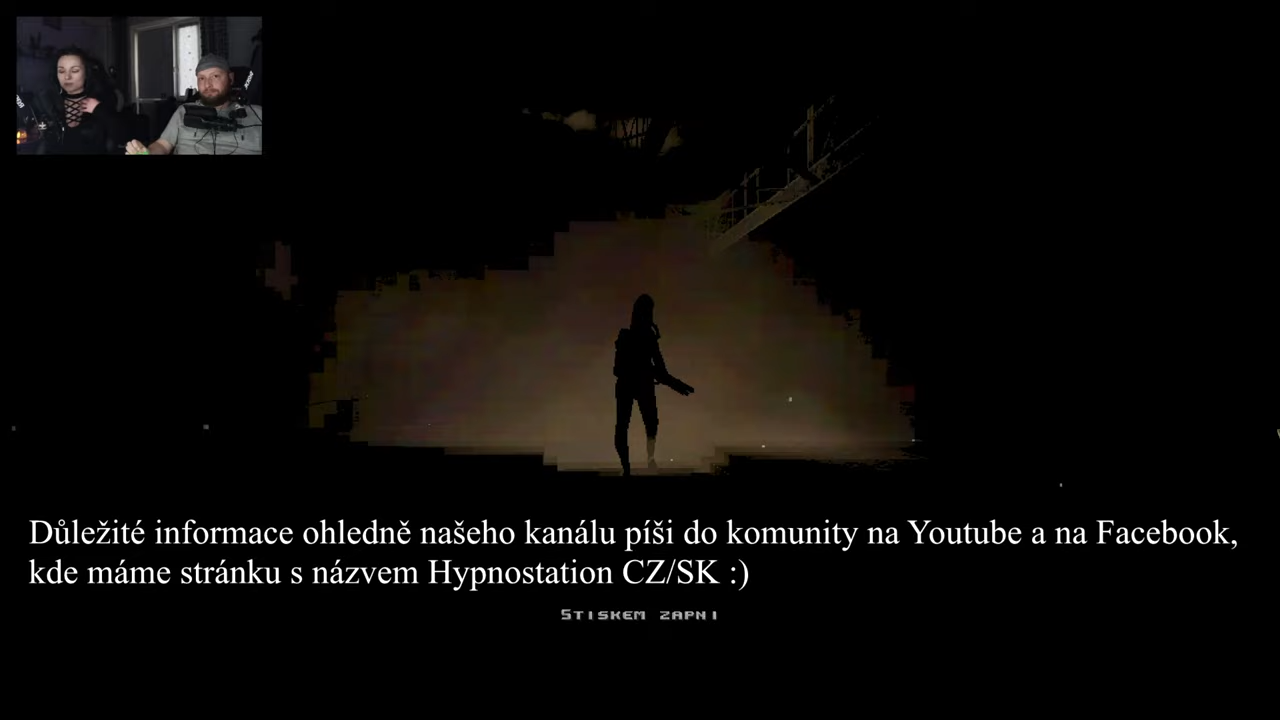 Důležité informace ohledně našeho kanálu píši do komunity na Youtube a na Facebook,
kde máme stránku s názvem Hypnostation CZ/SK :)
Stiskem zapni